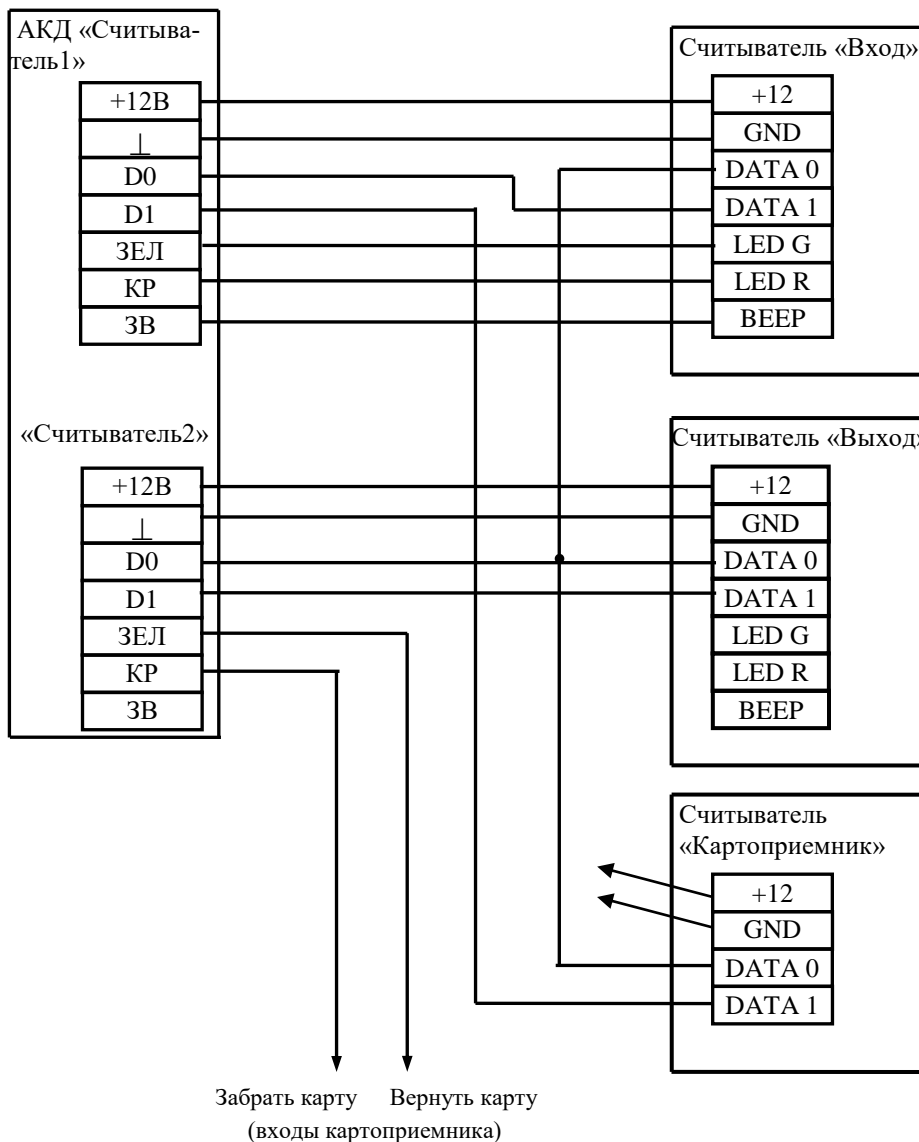 АКД «Считыва-
тель1»
+12В
⊥
D0
D1
ЗЕЛ
КР
ЗВ
«Считыватель2»
+12В
⊥
D0
D1
ЗЕЛ
КР
ЗВ
Считыватель «Вход»
+12
GND
DATA 0
DATA 1
LED G
LED R
BEEP
Считыватель «Выход»
+12
GND
DATA 0
DATA 1
LED G
LED R
BEEP
Считыватель
«Картоприемник»
+12
GND
DATA 0
DATA 1
Забрать карту Вернуть карту
(входы картоприемника)